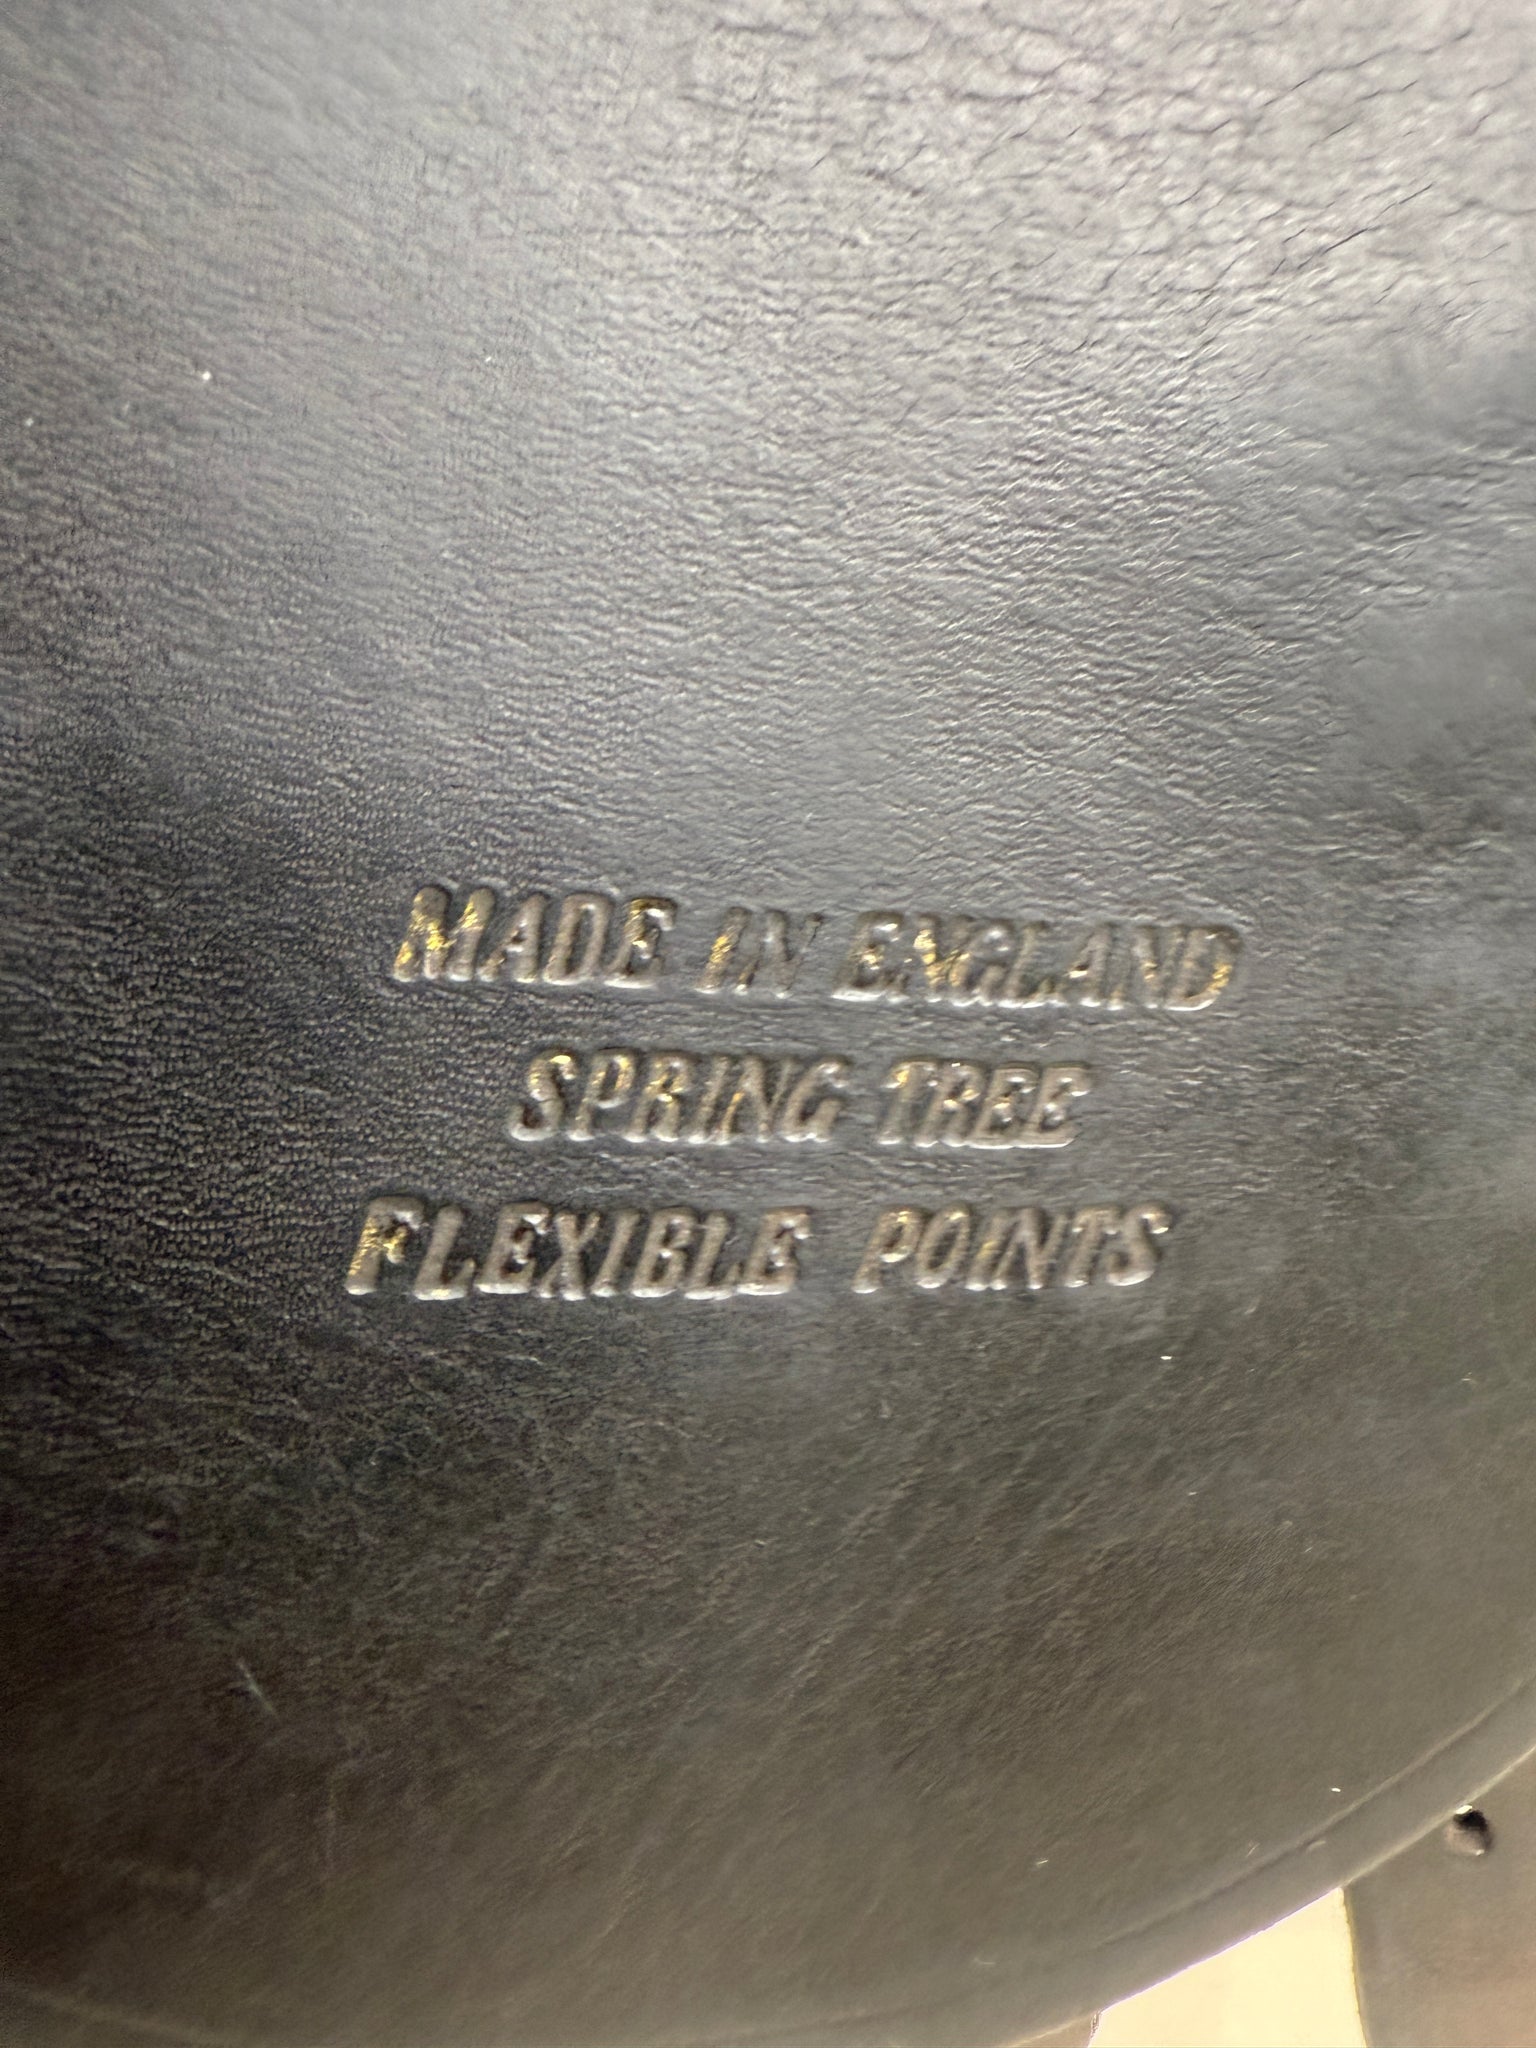 MADE IN ENGLAND
SPRING TREE
FLEXIBLE POINTS